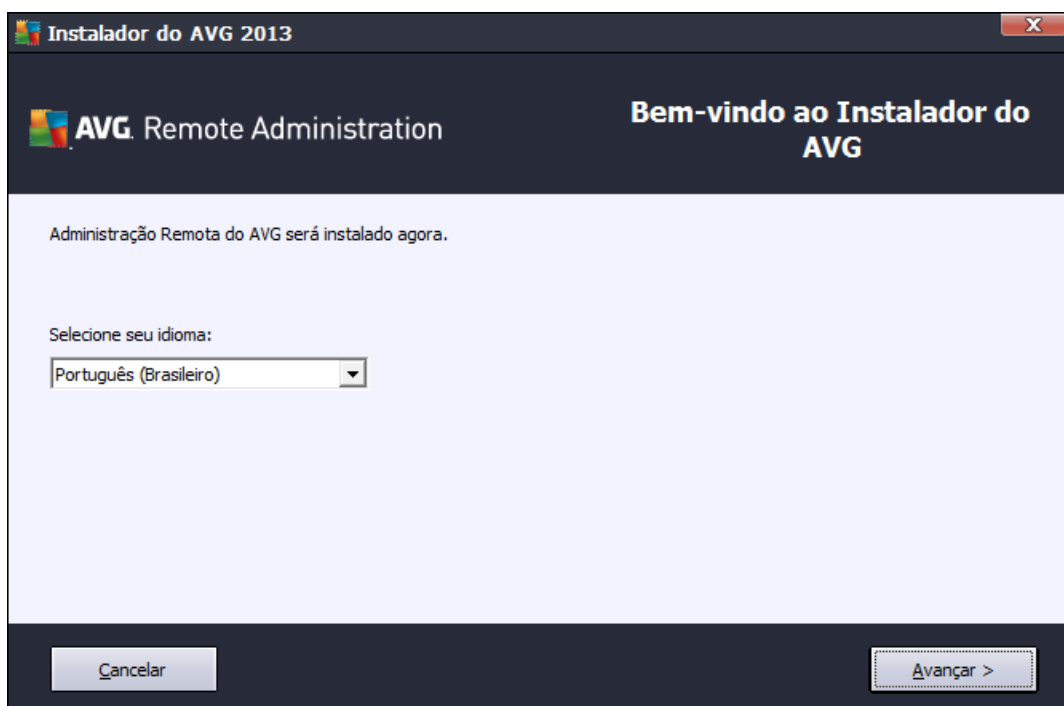 Instalador do AVG 2013
X
AVG. Remote Administration
Bem-vindo ao Instalador do
AVG
Administração Remota do AVG será instalado agora.
Selecione seu idioma:
Português (Brasileiro)
Cancelar
Avançar >